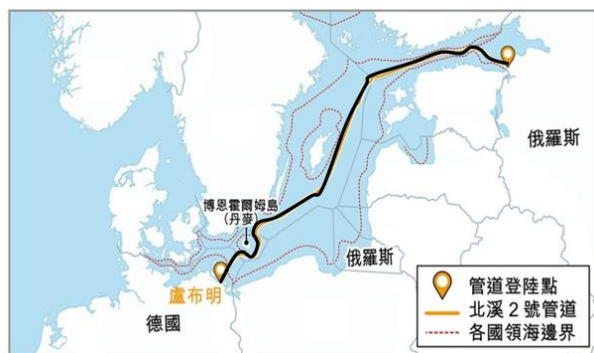 俄羅斯
博恩霍爾姆島
（丹麥）
俄羅斯
盧布明
德國
管道登陸點
北溪2號管道
各國領海邊界